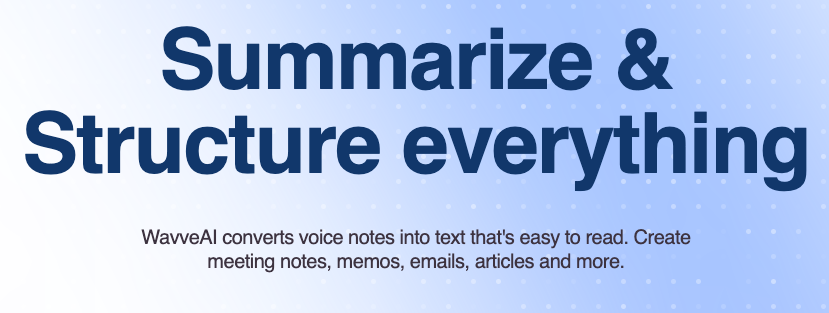 Summarize &
Structure everything
WavveAI converts voice notes into text that's easy to read. Create
meeting notes, memos, emails, articles and more.